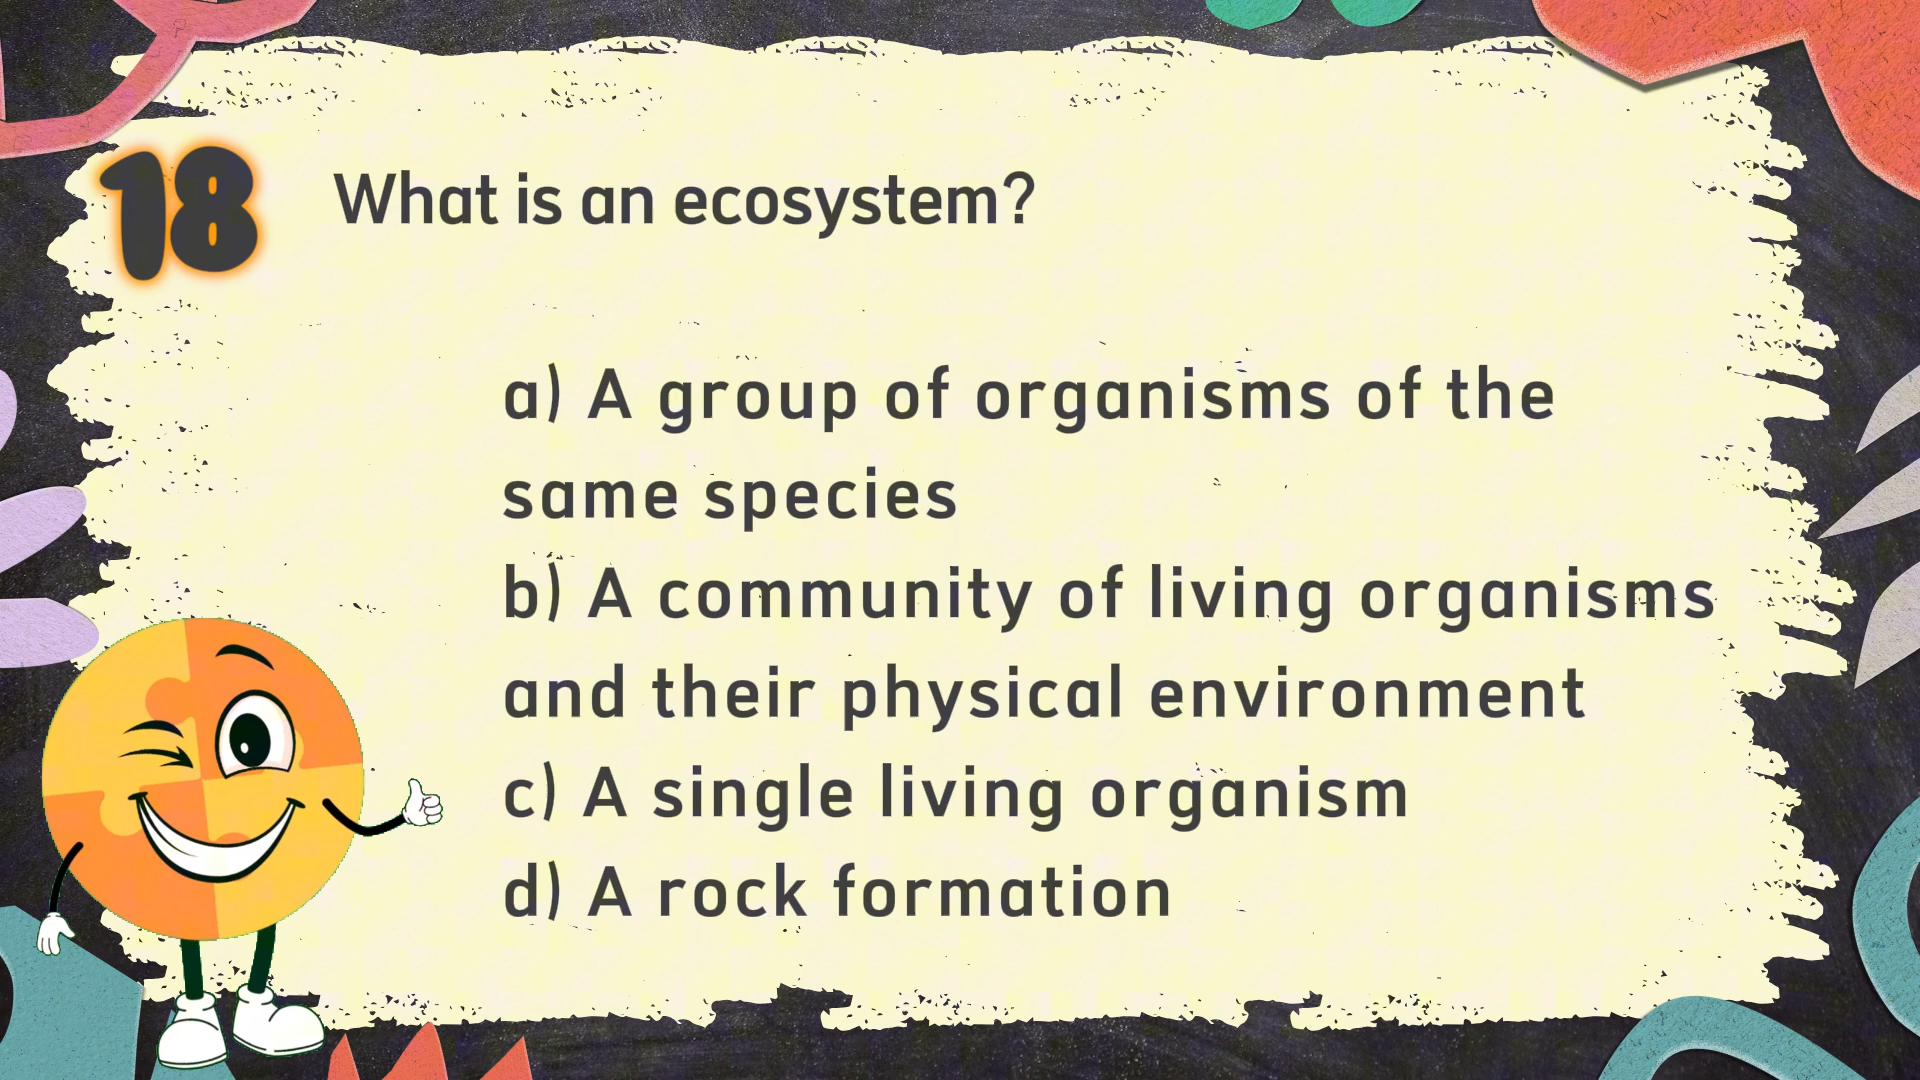 18
What is an ecosystem?
a) A group of organisms of the
same species
b) A community of living organisms
and their physical environment
c) A single living organism
d) A rock formation